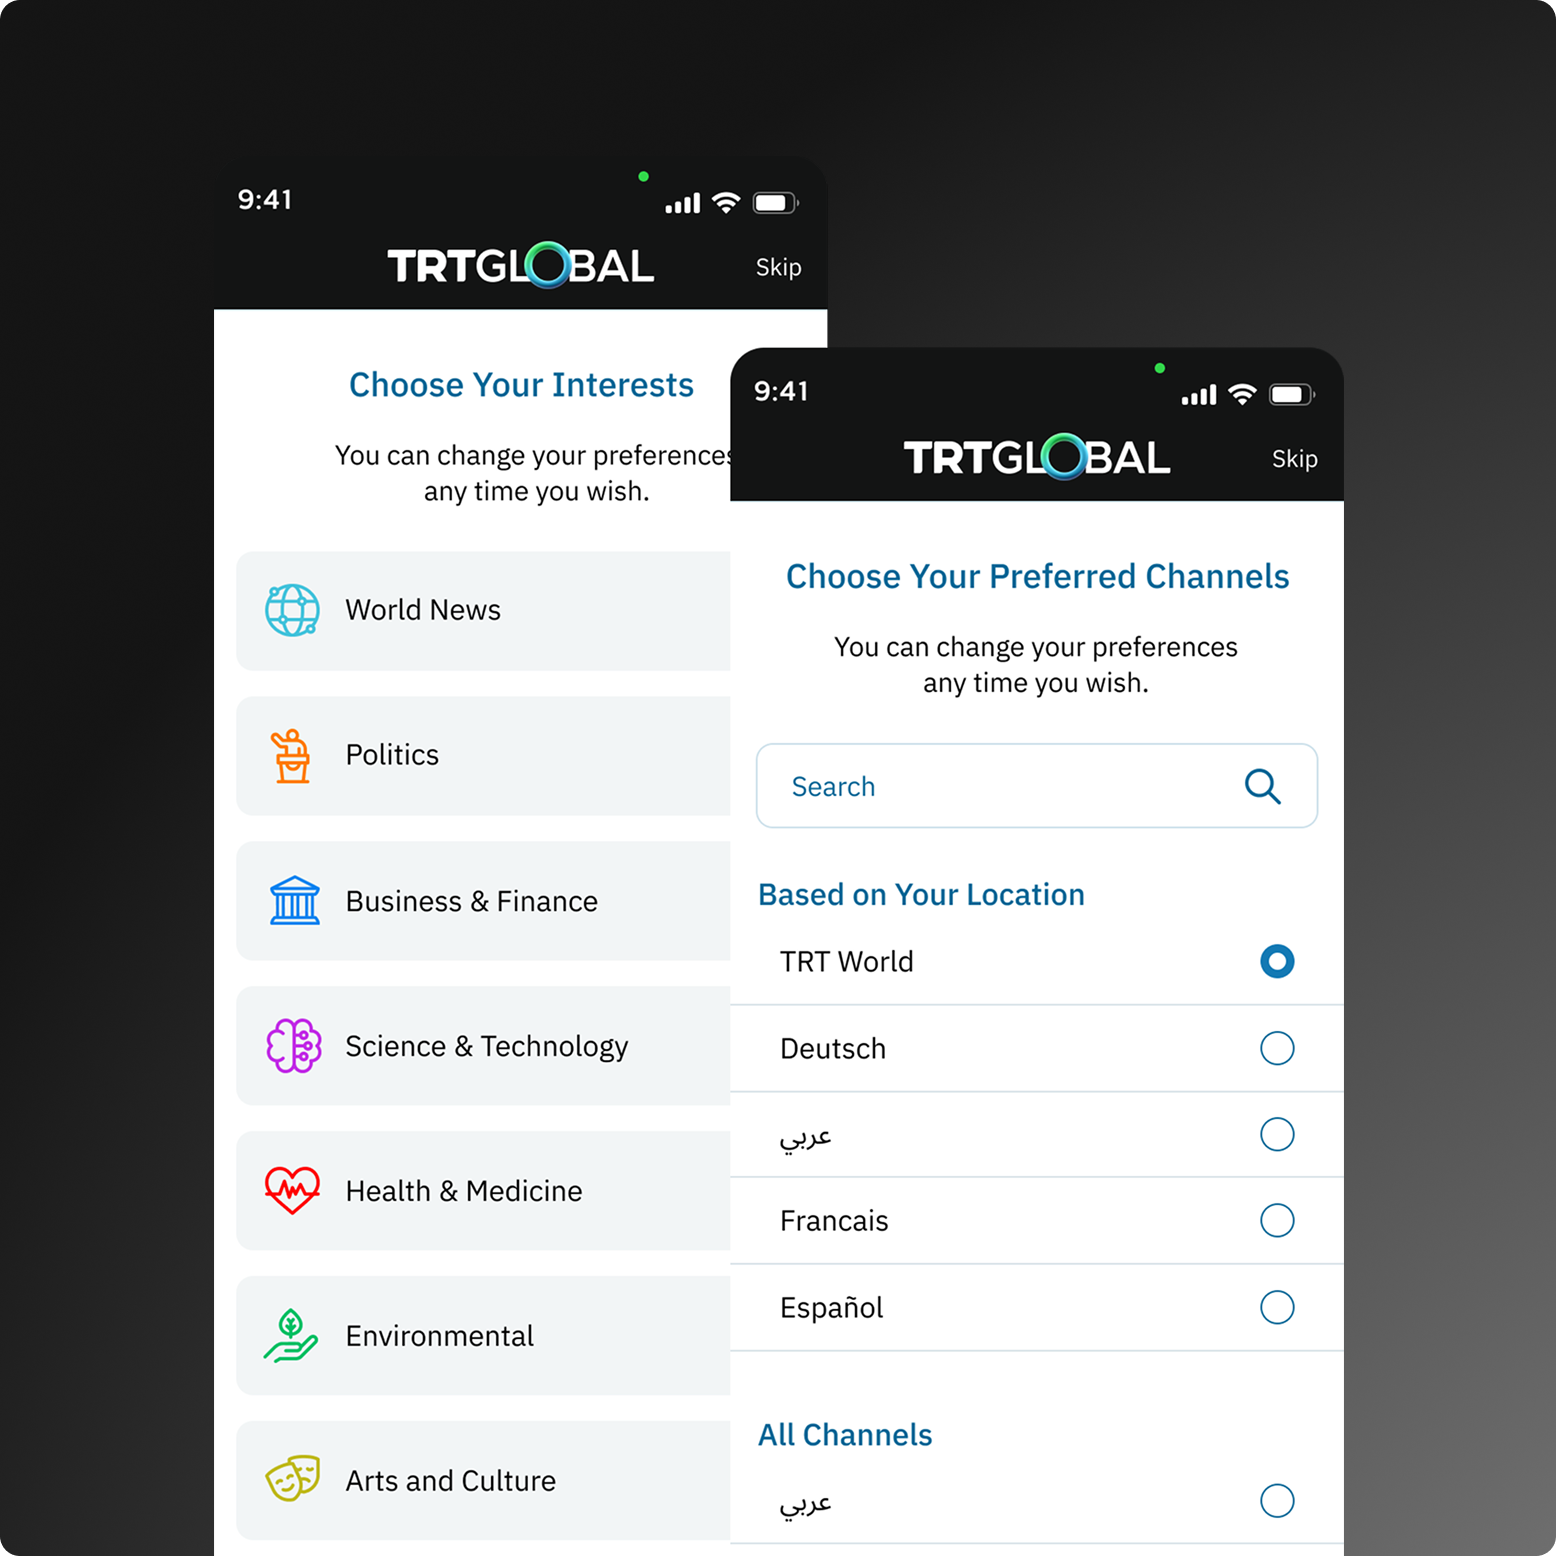 9:41
TRTGLOBAL
Skip
Choose Your Interests
You can change your preferences
any time you wish.
World News
Politics
Business & Finance
Science & Technology
Health & Medicine
Environmental
Arts and Culture
9:41
TRTGLOBAL
Skip
Choose Your Preferred Channels
You can change your preferences
any time you wish.
Search
Based on Your Location
TRT World
Deutsch
عربي
Francais
Español
All Channels
عربي